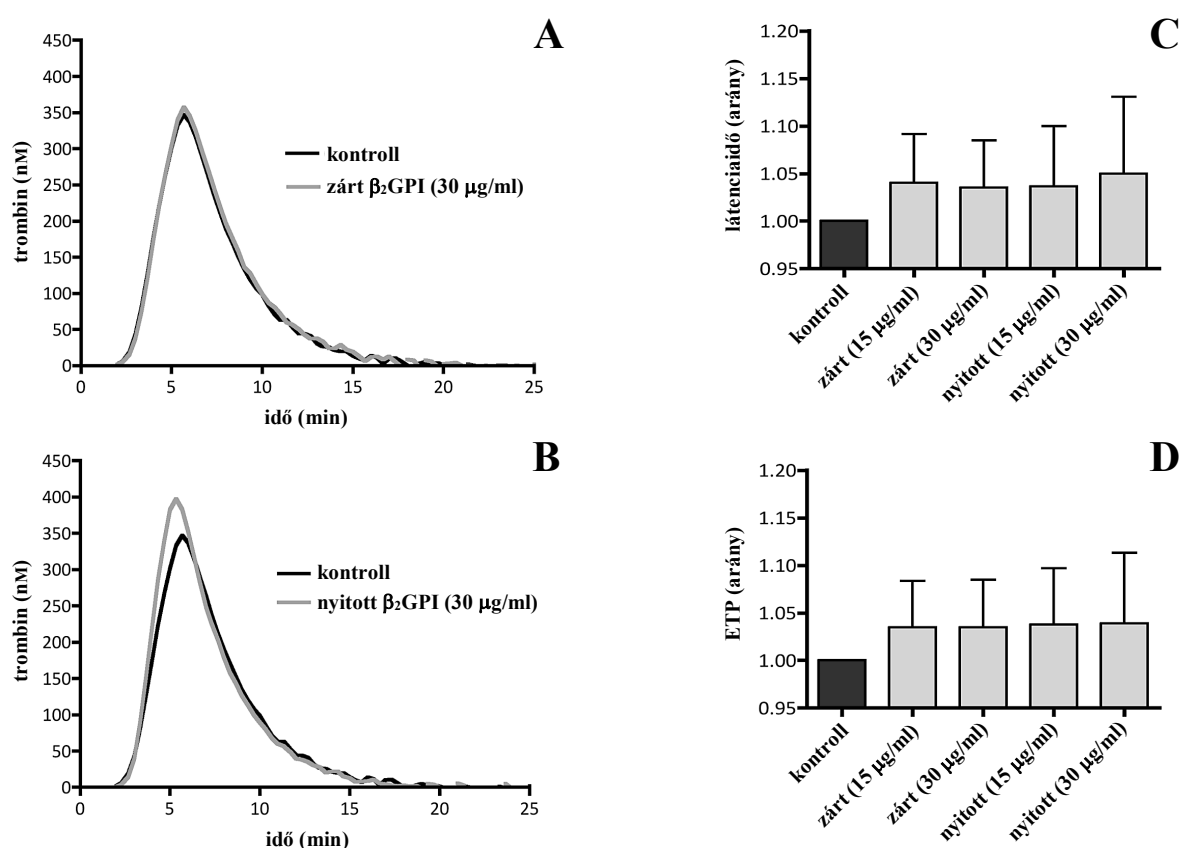 A
trombin (nM)
450
400
350
300
250
200
150
100
50
0
kontroll
zárt β₂GPI (30 μg/ml)
0 5 10 15 20 25
idő (min)
B
trombin (nM)
450
400
350
300
250
200
150
100
50
0
kontroll
nyitott β₂GPI (30 μg/ml)
0 5 10 15 20 25
idő (min)
C
látenciaidő (arány)
1.20
1.15
1.10
1.05
1.00
0.95
kontroll
zárt (15 μg/ml)
zárt (30 μg/ml)
nyitott (15 μg/ml)
nyitott (30 μg/ml)
D
ETP (arány)
1.20
1.15
1.10
1.05
1.00
0.95
kontroll
zárt (15 μg/ml)
zárt (30 μg/ml)
nyitott (15 μg/ml)
nyitott (30 μg/ml)